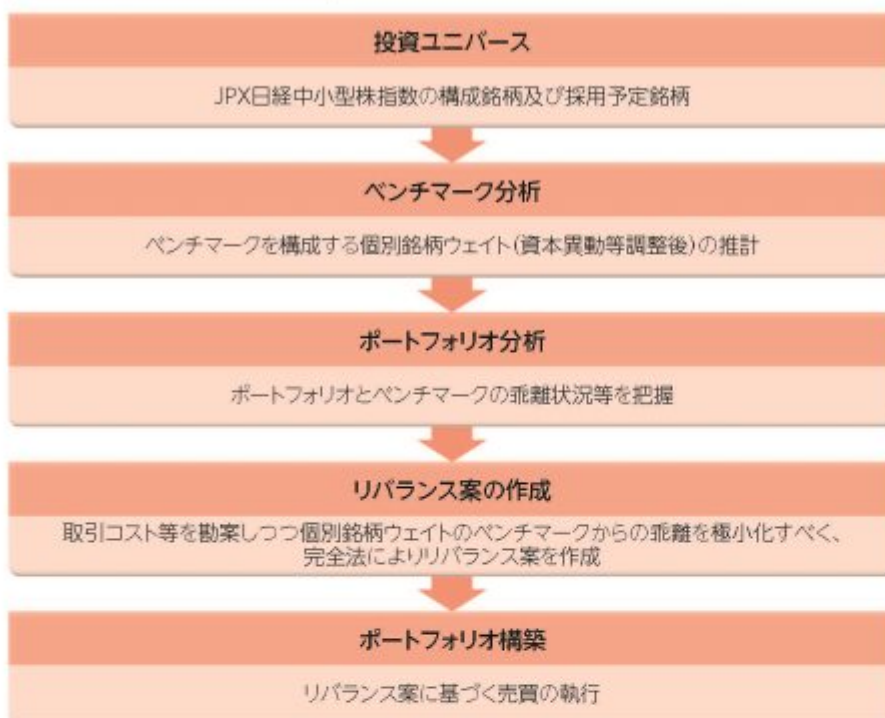 投資ユニバース
JPX日経中小型株指数の構成銘柄及び採用予定銘柄
ベンチマーク分析
ベンチマークを構成する個別銘柄ウェイト(資本異動等調整後)の推計
ポートフォリオ分析
ポートフォリオとベンチマークの乖離状況等を把握
リバランス案の作成
取引コスト等を勘案しつつ個別銘柄ウェイトのベンチマークからの乖離を極小化すべく、
完全法によりリバランス案を作成
ポートフォリオ構築
リバランス案に基づく売買の執行